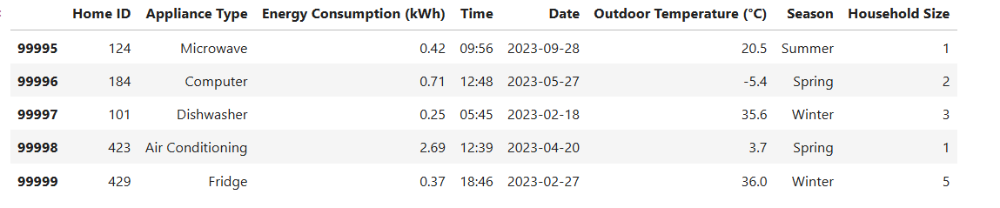 Home ID Appliance Type Energy Consumption (kWh) Time Date Outdoor Temperature (°C) Season Household Size
99995 124 Microwave 0.42 09:56 2023-09-28 20.5 Summer 1
99996 184 Computer 0.71 12:48 2023-05-27 -5.4 Spring 2
99997 101 Dishwasher 0.25 05:45 2023-02-18 35.6 Winter 3
99998 423 Air Conditioning 2.69 12:39 2023-04-20 3.7 Spring 1
99999 429 Fridge 0.37 18:46 2023-02-27 36.0 Winter 5